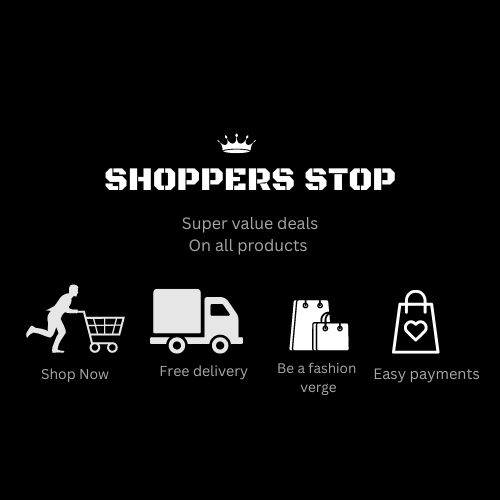 SHOPPERS STOP
Super value deals
On all products
Shop Now
Free delivery
Be a fashion
verge
Easy payments